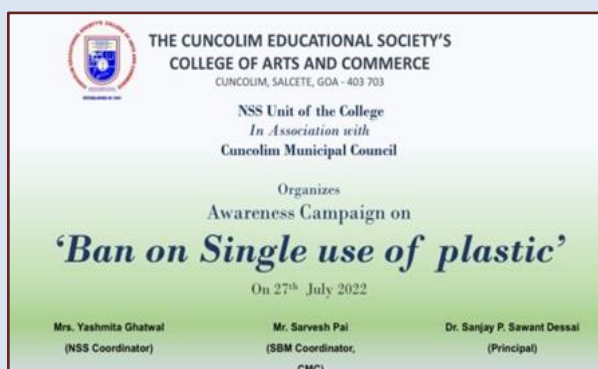 THE CUNCOLIM EDUCATIONAL SOCIETY'S
COLLEGE OF ARTS AND COMMERCE
CUNCOLIM, SALCETE, GOA - 403 703
NSS Unit of the College
In Association with
Cuncolim Municipal Council
Organizes
Awareness Campaign on
‘Ban on Single use of plastic’
On 27th July 2022
Mrs. Yashmita Ghatwal
(NSS Coordinator)
Mr. Sarvesh Pai
(SBM Coordinator,
CMC)
Dr. Sanjay P. Sawant Dessai
(Principal)